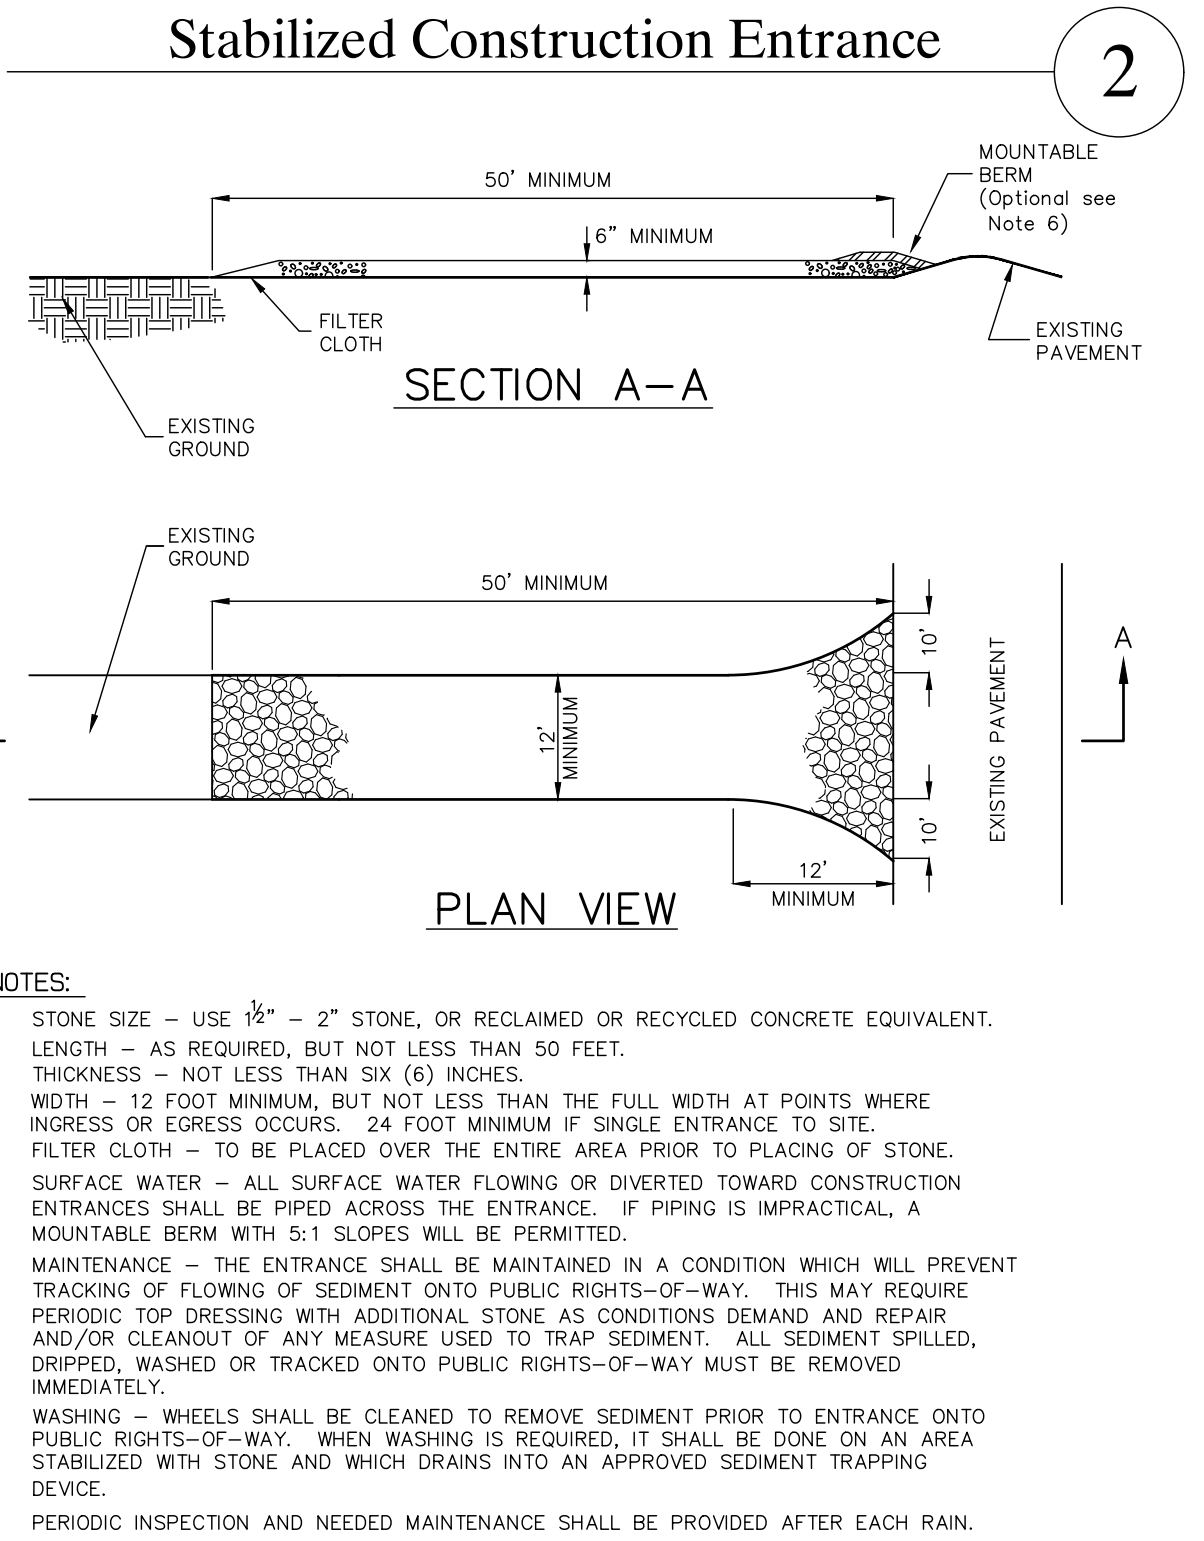 Stabilized Construction Entrance
2
MOUNTABLE
BERM
(Optional see
Note 6)
50' MINIMUM
6" MINIMUM
FILTER
CLOTH
EXISTING
PAVEMENT
SECTION A-A
EXISTING
GROUND
EXISTING
GROUND
50' MINIMUM
10'
A
12'
MINIMUM
EXISTING PAVEMENT
10'
12'
MINIMUM
PLAN VIEW
NOTES:
STONE SIZE – USE 1½" – 2" STONE, OR RECLAIMED OR RECYCLED CONCRETE EQUIVALENT.
LENGTH – AS REQUIRED, BUT NOT LESS THAN 50 FEET.
THICKNESS – NOT LESS THAN SIX (6) INCHES.
WIDTH – 12 FOOT MINIMUM, BUT NOT LESS THAN THE FULL WIDTH AT POINTS WHERE
INGRESS OR EGRESS OCCURS. 24 FOOT MINIMUM IF SINGLE ENTRANCE TO SITE.
FILTER CLOTH – TO BE PLACED OVER THE ENTIRE AREA PRIOR TO PLACING OF STONE.
SURFACE WATER – ALL SURFACE WATER FLOWING OR DIVERTED TOWARD CONSTRUCTION
ENTRANCES SHALL BE PIPED ACROSS THE ENTRANCE. IF PIPING IS IMPRACTICAL, A
MOUNTABLE BERM WITH 5:1 SLOPES WILL BE PERMITTED.
MAINTENANCE – THE ENTRANCE SHALL BE MAINTAINED IN A CONDITION WHICH WILL PREVENT
TRACKING OF FLOWING OF SEDIMENT ONTO PUBLIC RIGHTS-OF-WAY. THIS MAY REQUIRE
PERIODIC TOP DRESSING WITH ADDITIONAL STONE AS CONDITIONS DEMAND AND REPAIR
AND/OR CLEANOUT OF ANY MEASURE USED TO TRAP SEDIMENT. ALL SEDIMENT SPILLED,
DRIPPED, WASHED OR TRACKED ONTO PUBLIC RIGHTS-OF-WAY MUST BE REMOVED
IMMEDIATELY.
WASHING – WHEELS SHALL BE CLEANED TO REMOVE SEDIMENT PRIOR TO ENTRANCE ONTO
PUBLIC RIGHTS-OF-WAY. WHEN WASHING IS REQUIRED, IT SHALL BE DONE ON AN AREA
STABILIZED WITH STONE AND WHICH DRAINS INTO AN APPROVED SEDIMENT TRAPPING
DEVICE.
PERIODIC INSPECTION AND NEEDED MAINTENANCE SHALL BE PROVIDED AFTER EACH RAIN.